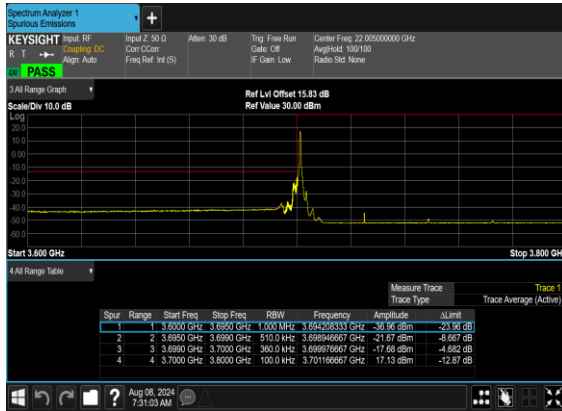 Spectrum Analyzer 1
Spurious Emissions
KEYSIGHT Input: RF Input Z: 50 Ω Atten: 30 dB Trig: Free Run Center Freq: 22.005000000 GHz
R T Coupling: DC Corr CCorr Gate: Off Avg|Hold: 100/100
Align: Auto Freq Ref: Int (S) IF Gain: Low Radio Std: None
PASS
3 All Range Graph
Ref Lvl Offset 15.83 dB
Scale/Div 10.0 dB Ref Value 30.00 dBm
Log
20.0
10.0
0.00
-10.0
-20.0
-30.0
-40.0
-50.0
-60.0
Start 3.600 GHz Stop 3.800 GH
4 All Range Table
Measure Trace Trace 1
Trace Type Trace Average (Active)
Spur Range Start Freq Stop Freq RBW Frequency Amplitude ΔLimit
1 1 3.6000 GHz 3.6950 GHz 1.000 MHz 3.694208333 GHz -36.96 dBm -23.96 dB
2 2 3.6950 GHz 3.6990 GHz 510.0 kHz 3.698946667 GHz -21.67 dBm -8.667 dB
3 3 3.6990 GHz 3.7000 GHz 360.0 kHz 3.699976667 GHz -17.68 dBm -4.682 dB
4 4 3.7000 GHz 3.8000 GHz 100.0 kHz 3.701166667 GHz 17.13 dBm -12.87 dB
Aug 08, 2024
7:31:03 AM